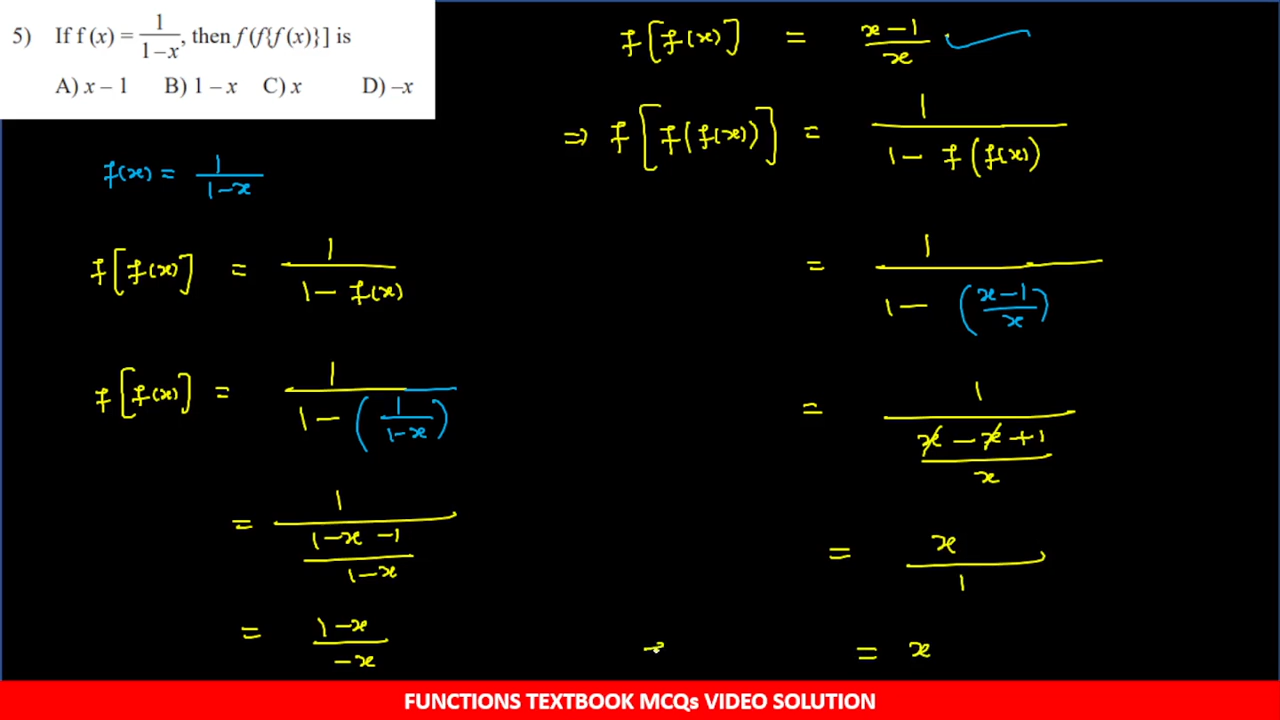 5) If f (x) = 1/(1–x), then f (f{f (x)}] is
A) x – 1 B) 1 – x C) x D) –x
f(x) = 1/(1-x)
f[f(x)] = 1/(1 - f(x))
f[f(x)] = 1/(1 - (1/(1-x)))
= 1/((1-x-1)/(1-x))
= (1-x)/(-x)
f[f(x)] = (x-1)/x
⇒ f[f(f(x))] = 1/(1 - f(f(x)))
= 1/(1 - ((x-1)/x))
= 1/((x - x + 1)/x)
= x/1
= x
FUNCTIONS TEXTBOOK MCQs VIDEO SOLUTION